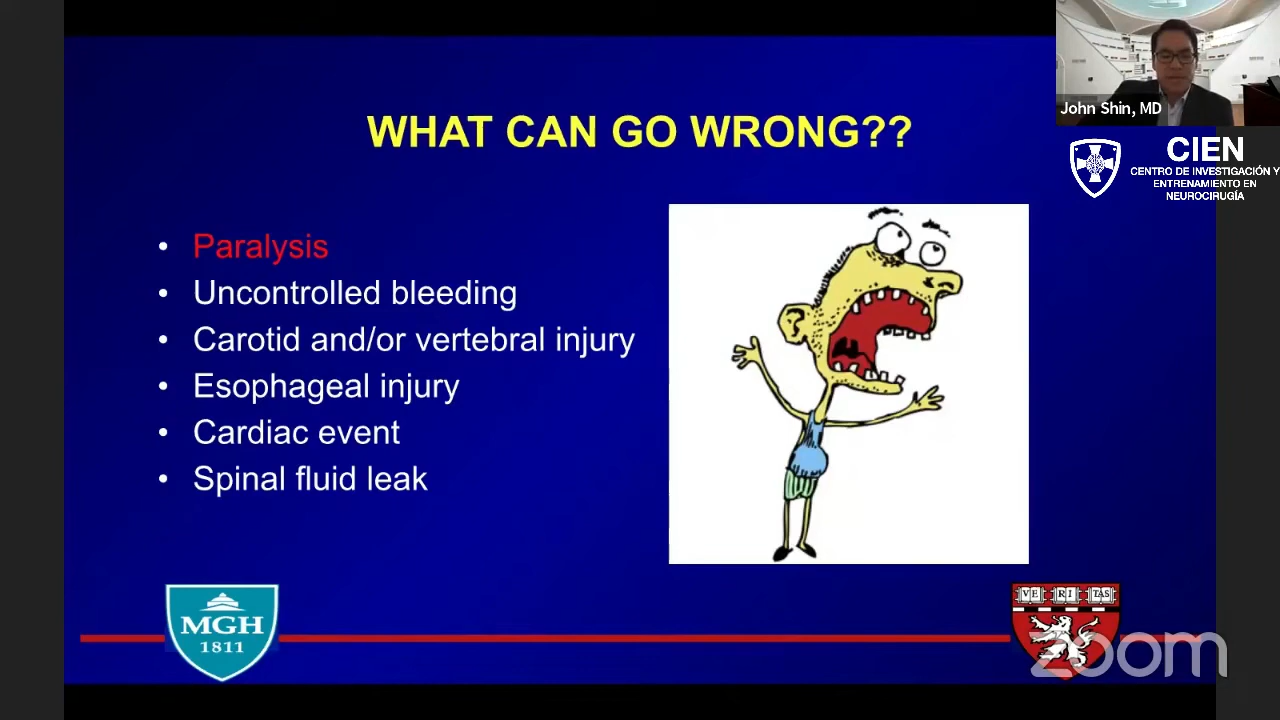 WHAT CAN GO WRONG??
• Paralysis
• Uncontrolled bleeding
• Carotid and/or vertebral injury
• Esophageal injury
• Cardiac event
• Spinal fluid leak
John Shin, MD
CIEN
CENTRO DE INVESTIGACIÓN Y
ENTRENAMIENTO EN
NEUROCIRUGÍA
MGH
1811
VE RI TAS
zoom